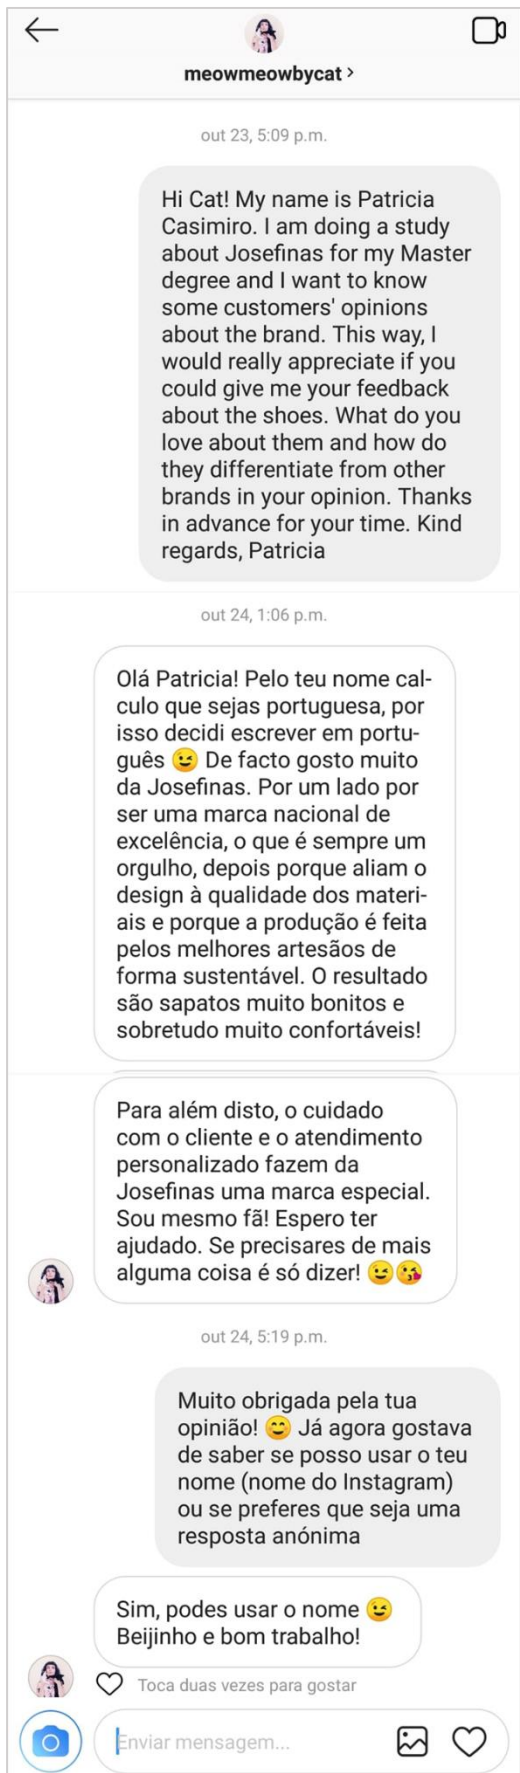 meowmeowbycat >
out 23, 5:09 p.m.
Hi Cat! My name is Patricia
Casimiro. I am doing a study
about Josefinas for my Master
degree and I want to know
some customers' opinions
about the brand. This way, I
would really appreciate if you
could give me your feedback
about the shoes. What do you
love about them and how do
they differentiate from other
brands in your opinion. Thanks
in advance for your time. Kind
regards, Patricia
out 24, 1:06 p.m.
Olá Patricia! Pelo teu nome cal-
culo que sejas portuguesa, por
isso decidi escrever em portu-
guês 😉 De facto gosto muito
da Josefinas. Por um lado por
ser uma marca nacional de
excelência, o que é sempre um
orgulho, depois porque aliam o
design à qualidade dos materi-
ais e porque a produção é feita
pelos melhores artesãos de
forma sustentável. O resultado
são sapatos muito bonitos e
sobretudo muito confortáveis!
Para além disto, o cuidado
com o cliente e o atendimento
personalizado fazem da
Josefinas uma marca especial.
Sou mesmo fã! Espero ter
ajudado. Se precisares de mais
alguma coisa é só dizer! 😉😘
out 24, 5:19 p.m.
Muito obrigada pela tua
opinião! 😊 Já agora gostava
de saber se posso usar o teu
nome (nome do Instagram)
ou se preferes que seja uma
resposta anónima
Sim, podes usar o nome 😉
Beijinho e bom trabalho!
Toca duas vezes para gostar
Enviar mensagem...